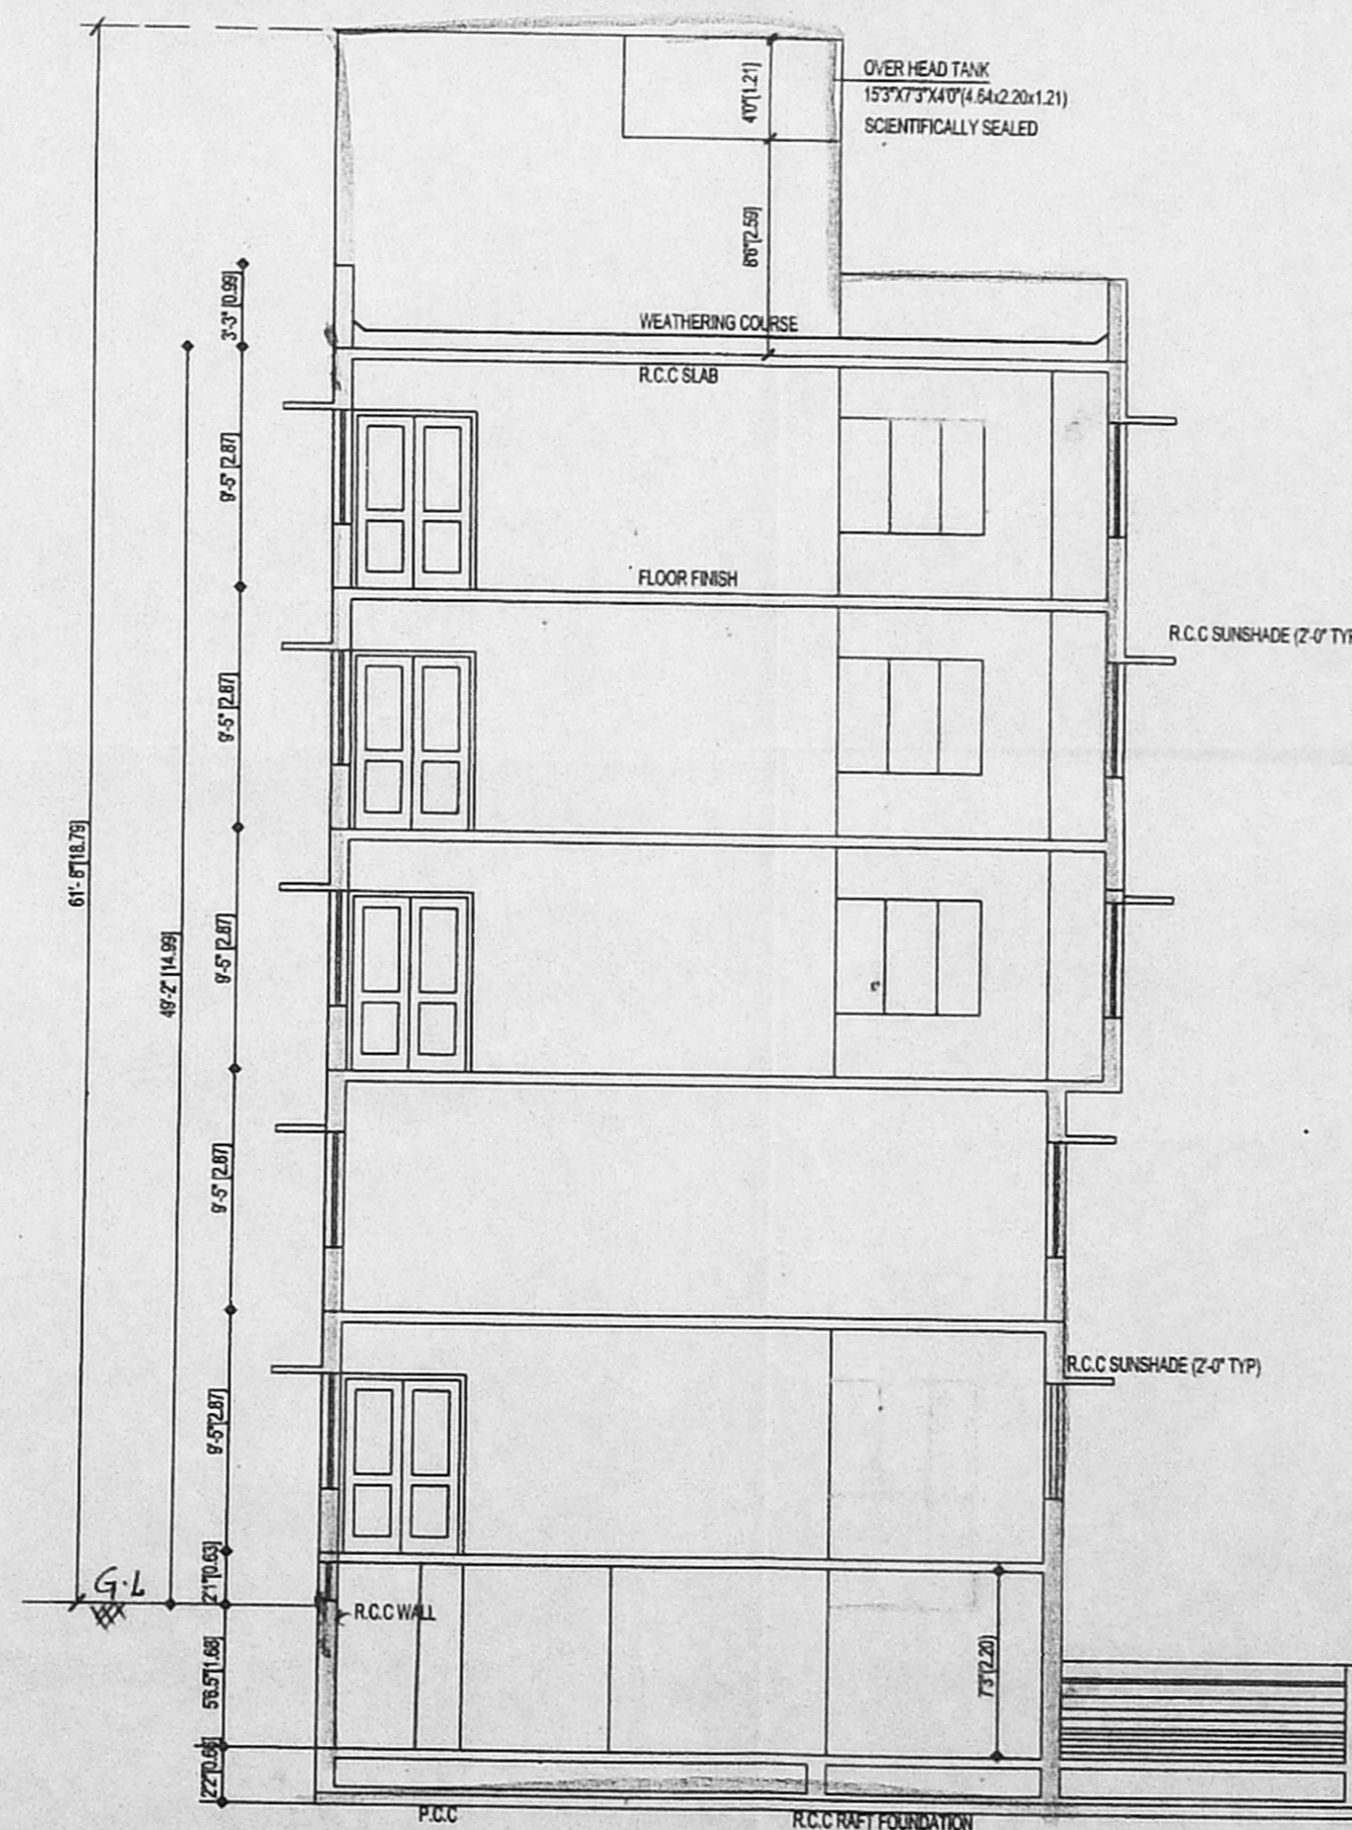 OVER HEAD TANK
15'3"X7'3"X4'0"(4.64x2.20x1.21)
SCIENTIFICALLY SEALED
4'0"[1.21]
8'6"[2.59]
3'-3" [0.99]
WEATHERING COURSE
R.C.C SLAB
9'-5" [2.87]
FLOOR FINISH
R.C.C SUNSHADE (2'-0" TYP
9'-5" [2.87]
61'- 8"[18.79]
49'-2" [14.99]
9'-5" [2.87]
9'-5" [2.87]
R.C.C SUNSHADE (2'-0" TYP)
9'-5"[2.87]
2'1"[0.63]
G.L
R.C.C WALL
5'6.5"[1.68]
7'3"(2.20)
2'2"[0.66]
P.C.C
R.C.C RAFT FOUNDATION